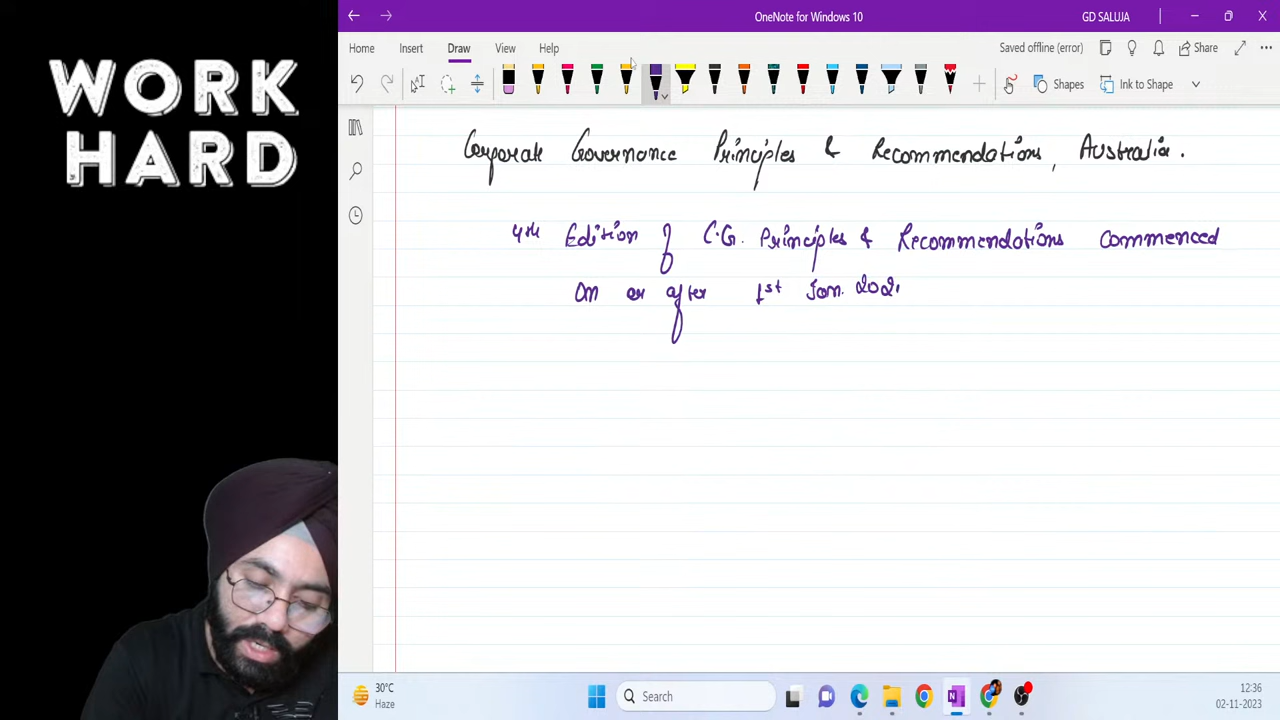 OneNote for Windows 10
GD SALUJA
WORK
HARD
Home Insert Draw View Help
Saved offline (error)
Share
Shapes
Ink to Shape
Corporate Governance Principles & Recommendations, Australia.
4th Edition of C.G. Principles & Recommendations Commenced
On or after 1st Jan. 202
30°C
Haze
Search
12:36
02-11-2023